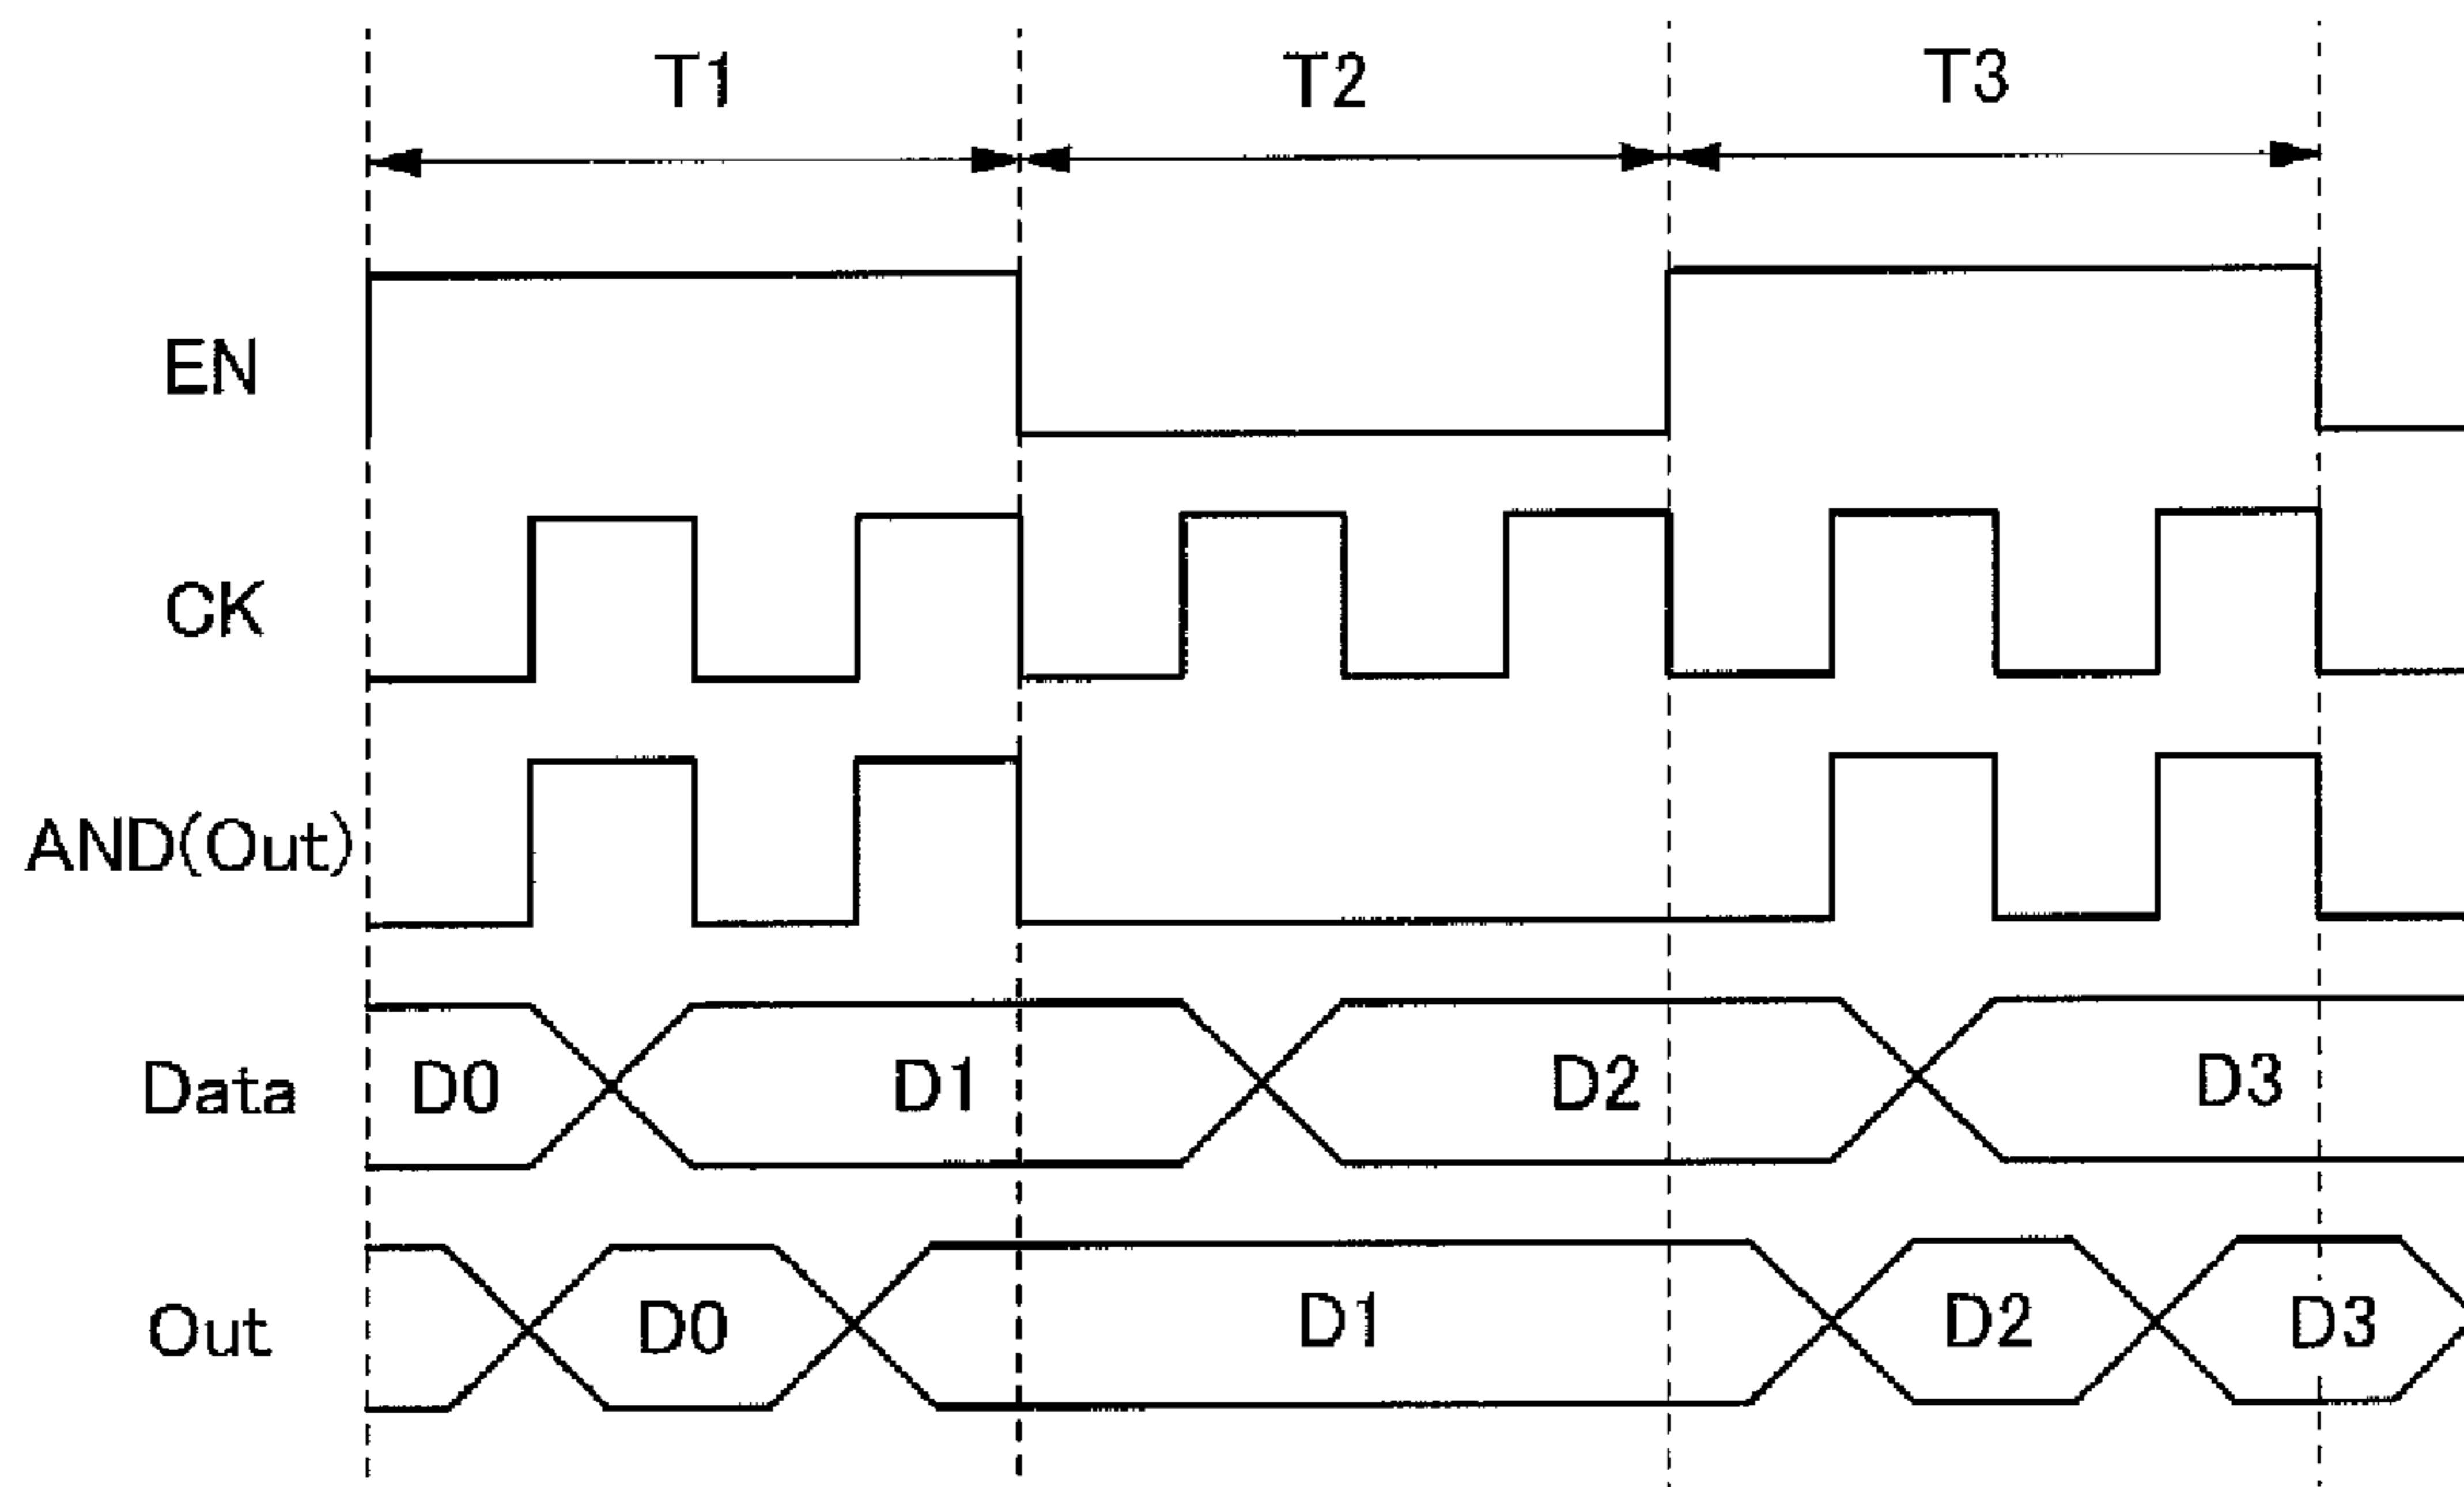 T1 T2 T3
EN
CK
AND(Out)
Data D0 D1 D2 D3
Out D0 D1 D2 D3